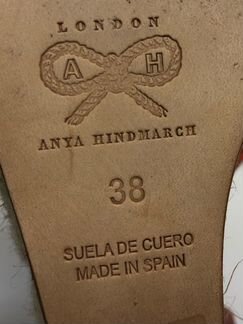 LONDON
A H
ANYA HINDMARCH
38
SUELA DE CUERO
MADE IN SPAIN